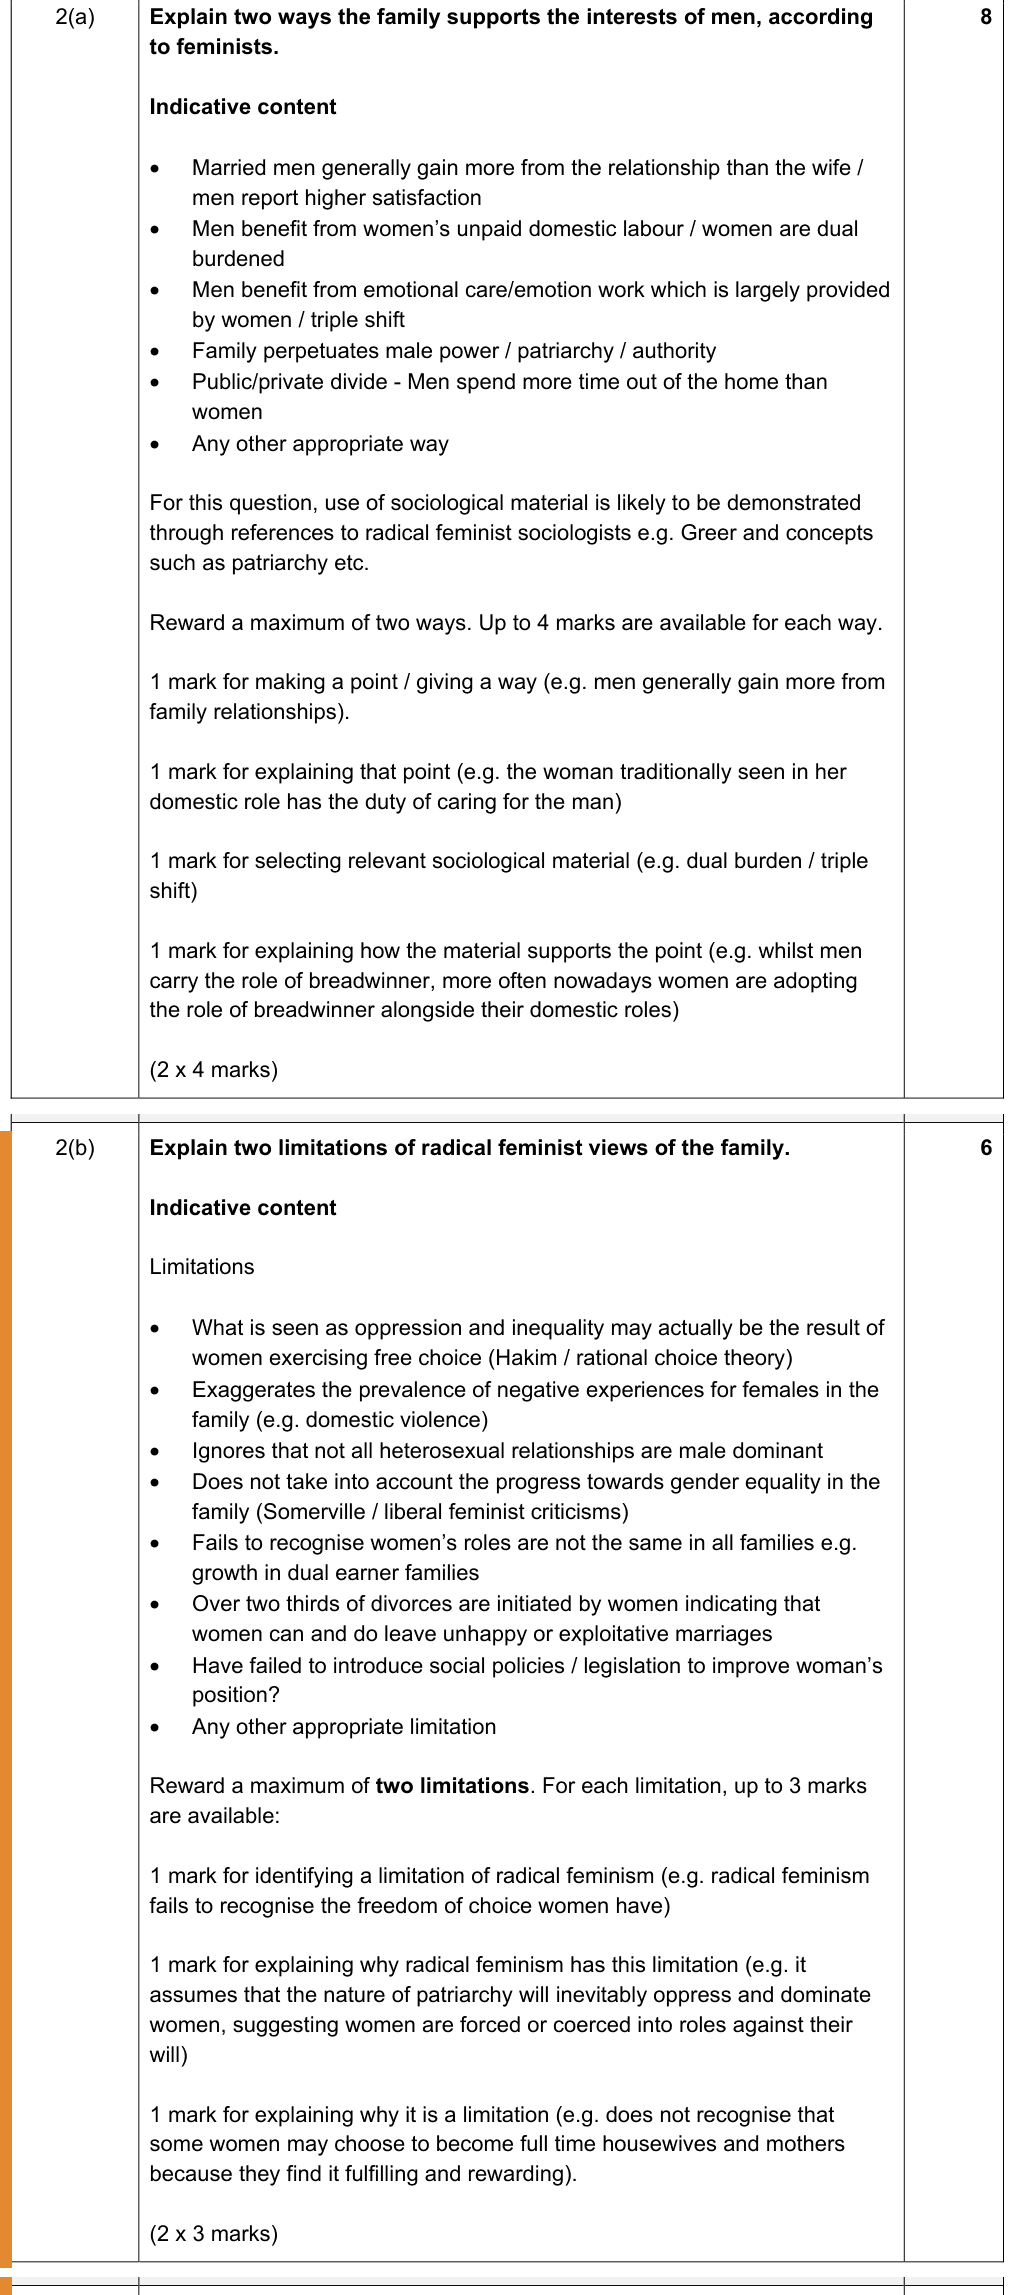 2(a)
Explain two ways the family supports the interests of men, according
8
to feminists.
Indicative content
• Married men generally gain more from the relationship than the wife /
men report higher satisfaction
• Men benefit from women’s unpaid domestic labour / women are dual
burdened
• Men benefit from emotional care/emotion work which is largely provided
by women / triple shift
• Family perpetuates male power / patriarchy / authority
• Public/private divide - Men spend more time out of the home than
women
• Any other appropriate way
For this question, use of sociological material is likely to be demonstrated
through references to radical feminist sociologists e.g. Greer and concepts
such as patriarchy etc.
Reward a maximum of two ways. Up to 4 marks are available for each way.
1 mark for making a point / giving a way (e.g. men generally gain more from
family relationships).
1 mark for explaining that point (e.g. the woman traditionally seen in her
domestic role has the duty of caring for the man)
1 mark for selecting relevant sociological material (e.g. dual burden / triple
shift)
1 mark for explaining how the material supports the point (e.g. whilst men
carry the role of breadwinner, more often nowadays women are adopting
the role of breadwinner alongside their domestic roles)
(2 x 4 marks)
2(b)
Explain two limitations of radical feminist views of the family.
6
Indicative content
Limitations
• What is seen as oppression and inequality may actually be the result of
women exercising free choice (Hakim / rational choice theory)
• Exaggerates the prevalence of negative experiences for females in the
family (e.g. domestic violence)
• Ignores that not all heterosexual relationships are male dominant
• Does not take into account the progress towards gender equality in the
family (Somerville / liberal feminist criticisms)
• Fails to recognise women’s roles are not the same in all families e.g.
growth in dual earner families
• Over two thirds of divorces are initiated by women indicating that
women can and do leave unhappy or exploitative marriages
• Have failed to introduce social policies / legislation to improve woman’s
position?
• Any other appropriate limitation
Reward a maximum of two limitations. For each limitation, up to 3 marks
are available:
1 mark for identifying a limitation of radical feminism (e.g. radical feminism
fails to recognise the freedom of choice women have)
1 mark for explaining why radical feminism has this limitation (e.g. it
assumes that the nature of patriarchy will inevitably oppress and dominate
women, suggesting women are forced or coerced into roles against their
will)
1 mark for explaining why it is a limitation (e.g. does not recognise that
some women may choose to become full time housewives and mothers
because they find it fulfilling and rewarding).
(2 x 3 marks)